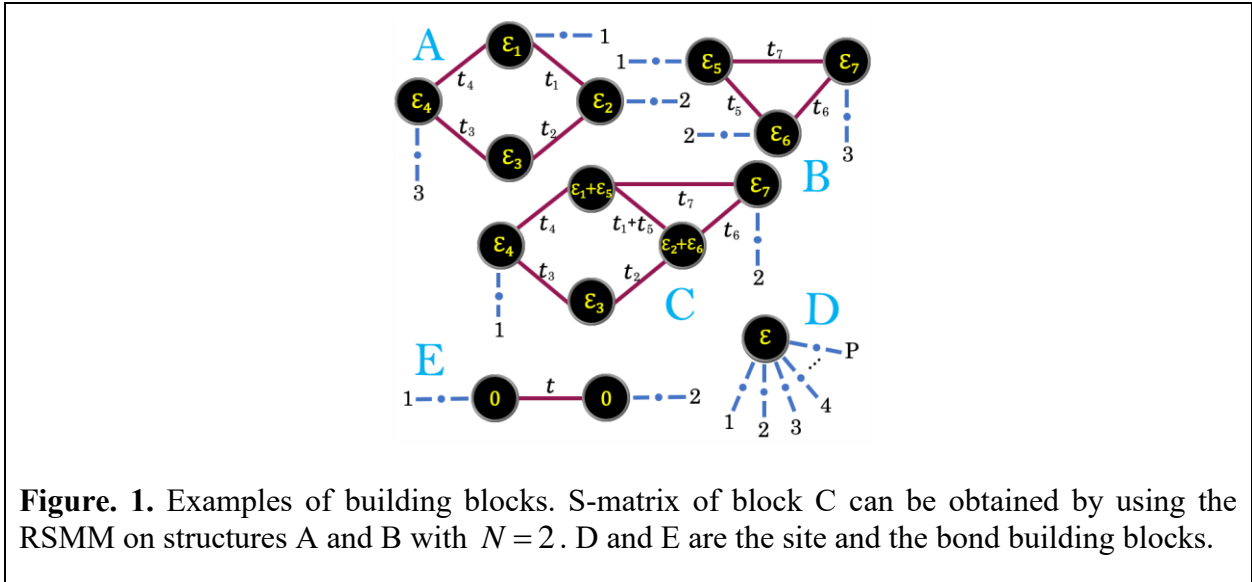 A
ε₁
1
t₄
t₁
ε₄
ε₂
2
t₃
t₂
ε₃
3
1
ε₅
t₇
ε₇
t₅
t₆
2
ε₆
3
B
ε₁+ε₅
t₇
ε₇
t₄
t₁+t₅
t₆
ε₄
ε₂+ε₆
t₃
t₂
ε₃
2
1
C
D
ε
P
1
2
3
4
E
1
0
t
0
2
Figure. 1. Examples of building blocks. S-matrix of block C can be obtained by using the
RSMM on structures A and B with N = 2. D and E are the site and the bond building blocks.